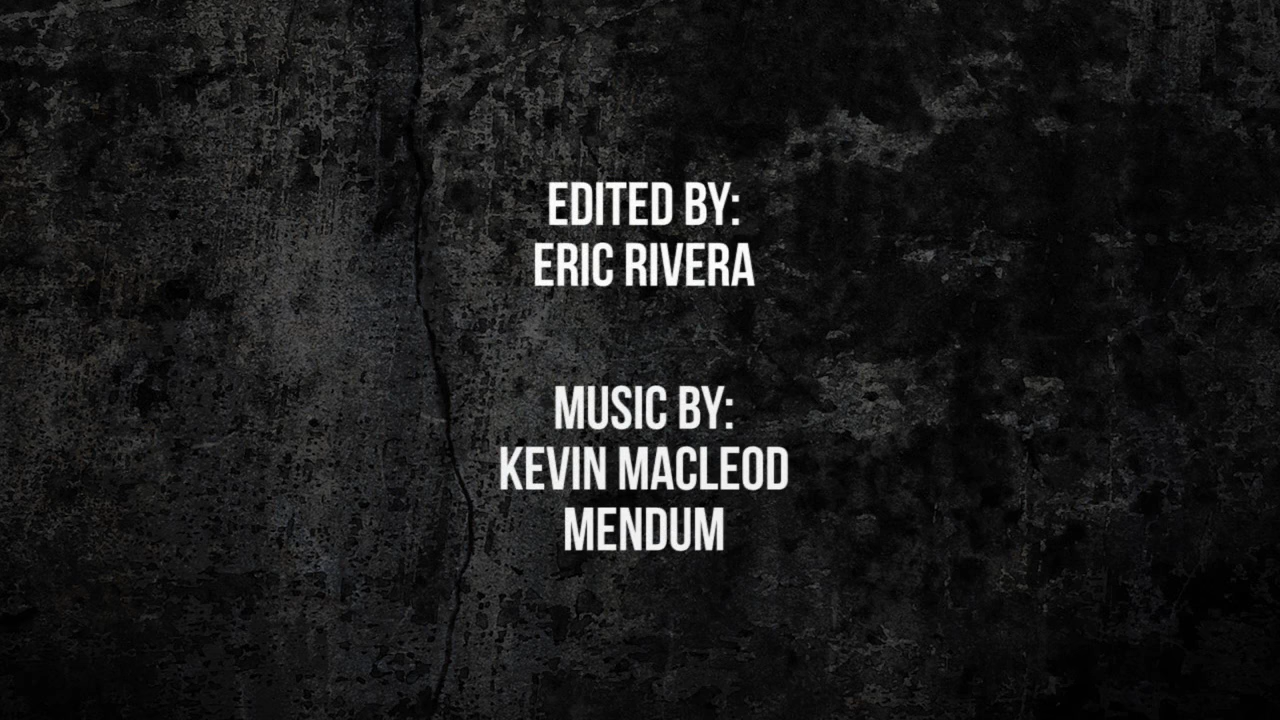 EDITED BY:
ERIC RIVERA
MUSIC BY:
KEVIN MACLEOD
MENDUM